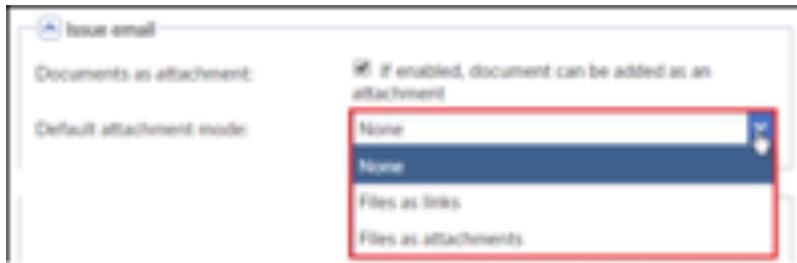 Issue email
Documents as attachment:
If enabled, document can be added as an
attachment
Default attachment mode:
None
None
Files as links
Files as attachments